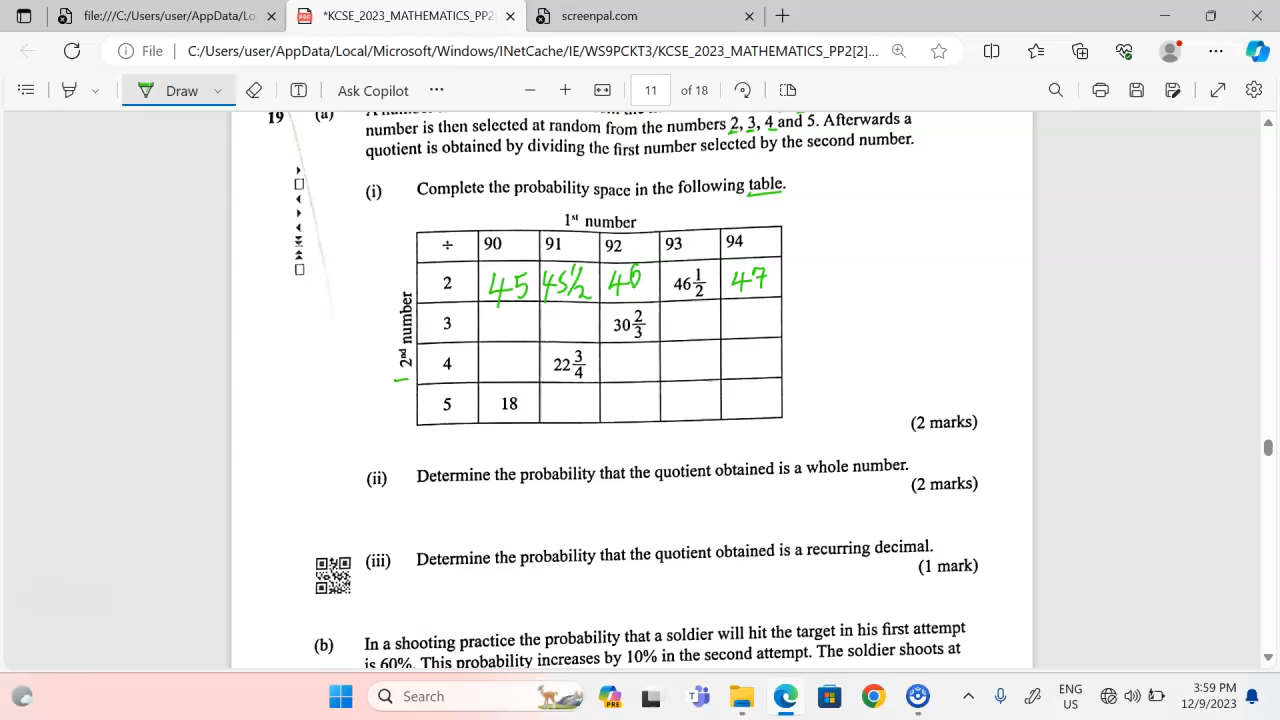 file:///C:/Users/user/AppData/Lo
*KCSE_2023_MATHEMATICS_PP2
screenpal.com
File C:/Users/user/AppData/Local/Microsoft/Windows/INetCache/IE/WS9PCKT3/KCSE_2023_MATHEMATICS_PP2[2]...
Draw Ask Copilot 11 of 18
19 (a)
number is then selected at random from the numbers 2, 3, 4 and 5. Afterwards a
quotient is obtained by dividing the first number selected by the second number.
(i) Complete the probability space in the following table.
1st number
÷ 90 91 92 93 94
2 45 45 1/2 46 46 1/2 47
3 30 2/3
4 22 3/4
5 18
2nd number
(2 marks)
(ii) Determine the probability that the quotient obtained is a whole number.
(2 marks)
(iii) Determine the probability that the quotient obtained is a recurring decimal.
(1 mark)
(b) In a shooting practice the probability that a soldier will hit the target in his first attempt
is 60%. This probability increases by 10% in the second attempt. The soldier shoots at
Search
PRE
ENG
US
3:59 PM
12/9/2023